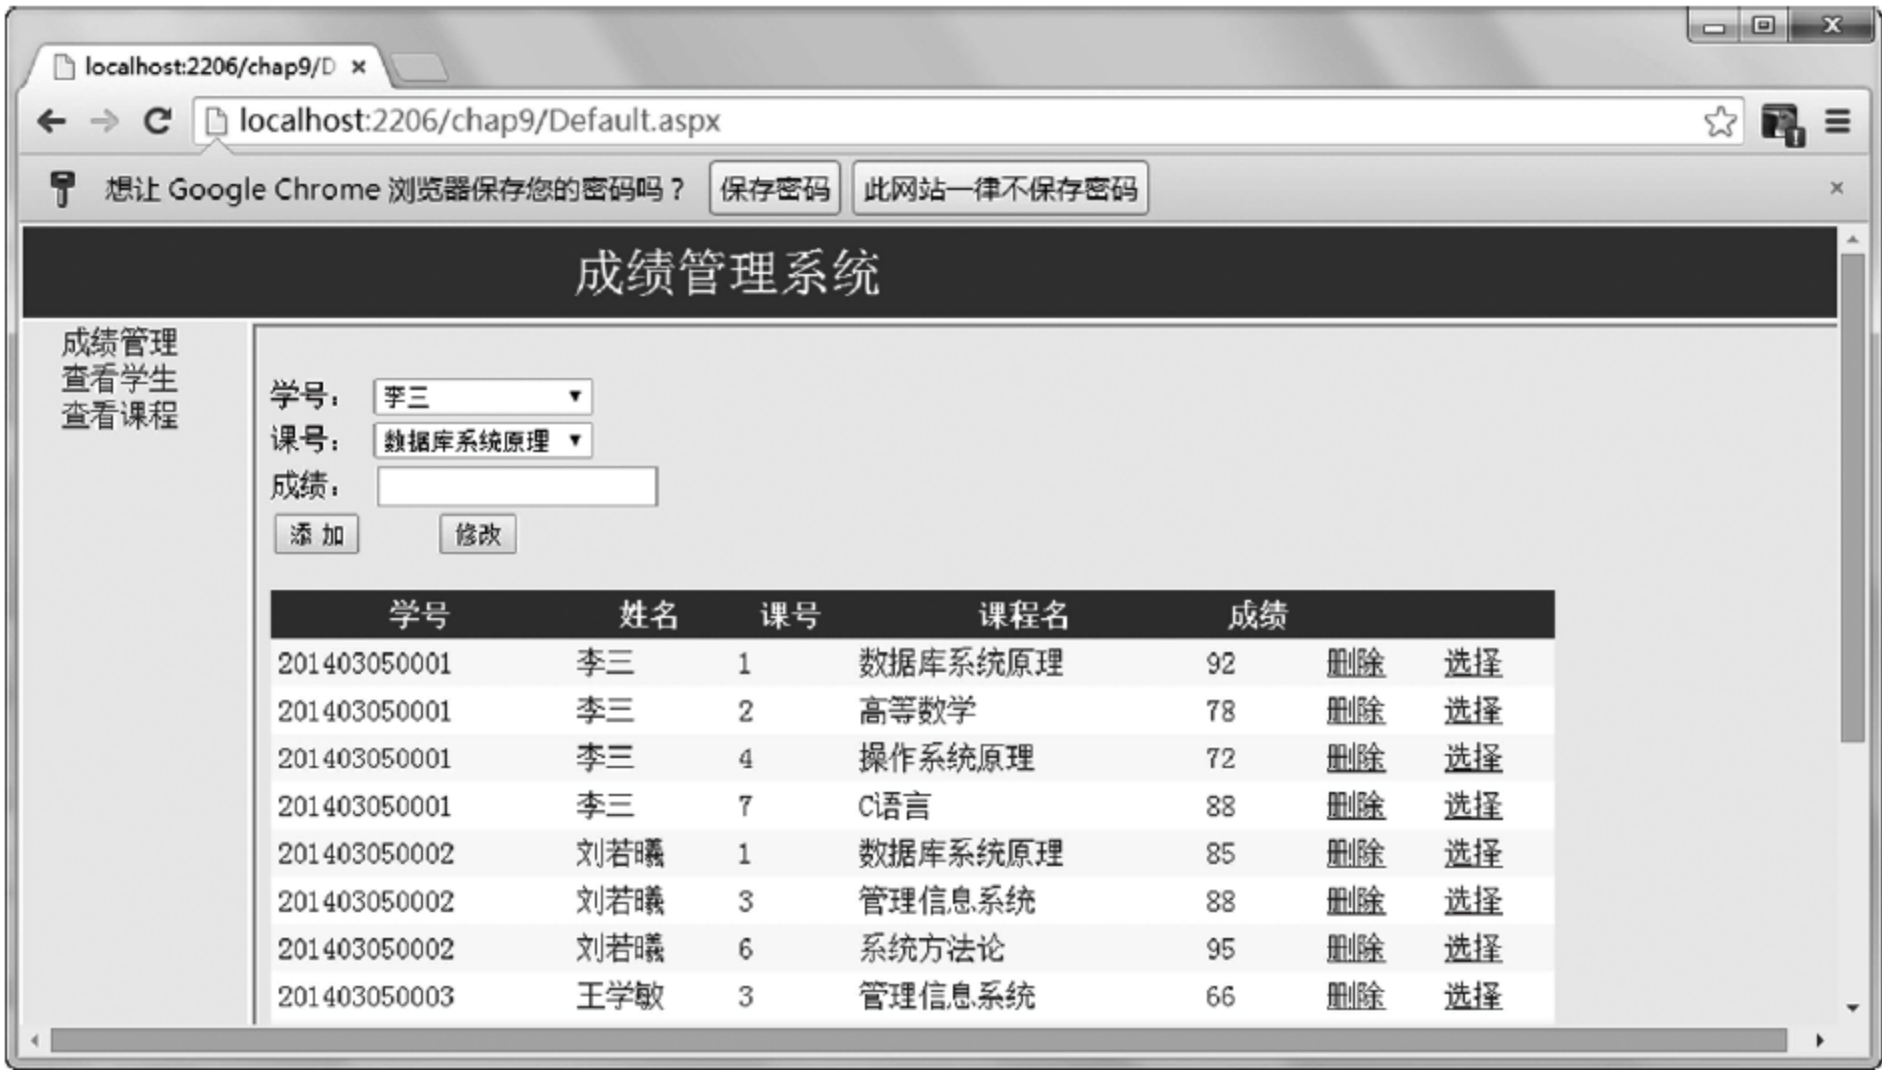 localhost:2206/chap9/D
localhost:2206/chap9/Default.aspx
想让 Google Chrome 浏览器保存您的密码吗？ 保存密码 此网站一律不保存密码
成绩管理系统
成绩管理
查看学生
查看课程
学号： 李三
课号： 数据库系统原理
成绩：
添 加 修改
学号 姓名 课号 课程名 成绩
201403050001 李三 1 数据库系统原理 92 删除 选择
201403050001 李三 2 高等数学 78 删除 选择
201403050001 李三 4 操作系统原理 72 删除 选择
201403050001 李三 7 C语言 88 删除 选择
201403050002 刘若曦 1 数据库系统原理 85 删除 选择
201403050002 刘若曦 3 管理信息系统 88 删除 选择
201403050002 刘若曦 6 系统方法论 95 删除 选择
201403050003 王学敏 3 管理信息系统 66 删除 选择